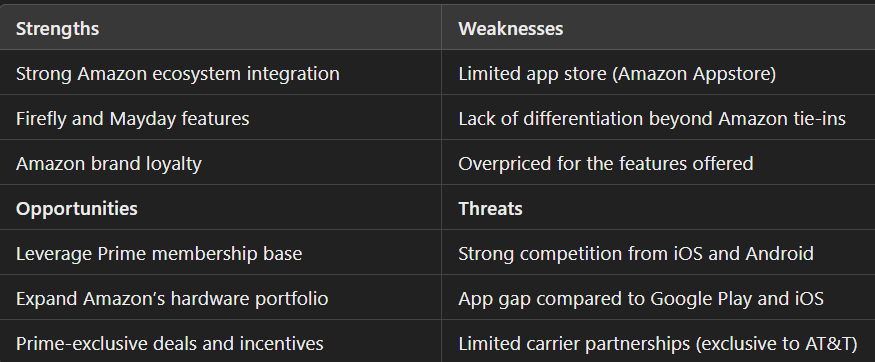 Strengths Weaknesses
Strong Amazon ecosystem integration Limited app store (Amazon Appstore)
Firefly and Mayday features Lack of differentiation beyond Amazon tie-ins
Amazon brand loyalty Overpriced for the features offered
Opportunities Threats
Leverage Prime membership base Strong competition from iOS and Android
Expand Amazon’s hardware portfolio App gap compared to Google Play and iOS
Prime-exclusive deals and incentives Limited carrier partnerships (exclusive to AT&T)